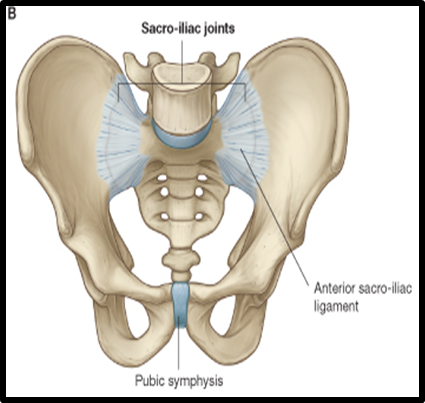 B
Sacro-iliac joints
Anterior sacro-iliac
ligament
Pubic symphysis